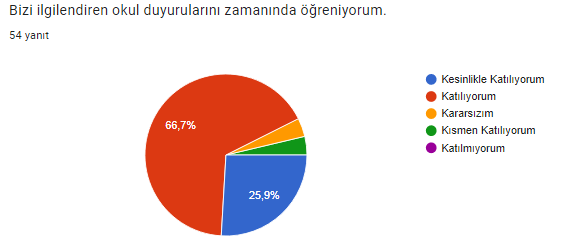 Bizi ilgilendiren okul duyurularını zamanında öğreniyorum.
54 yanıt
Kesinlikle Katılıyorum
Katılıyorum
Kararsızım
Kısmen Katılıyorum
Katılmıyorum
66,7%
25,9%